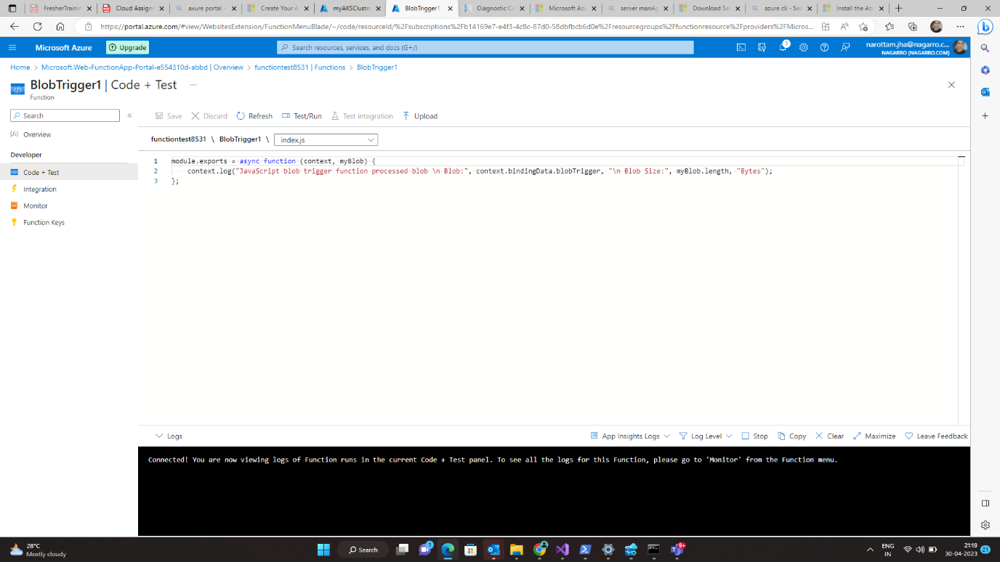 FresherTrainin
Cloud Assignm
axure portal -
Create Your A
myAKSCluster
BlobTrigger1
Diagnostic Co
Microsoft Azu
server manAg
Download Ser
azure cli - Sea
Install the Azu
https://portal.azure.com/#view/WebsitesExtension/FunctionMenuBlade/~/code/resourceId/%2Fsubscriptions%2Fb14169e7-e4f3-4c8c-87d0-58dbfbcb6d0e%2Fresourcegroups%2Ffunctionresource%2Fproviders%2FMicros...
Microsoft Azure
Upgrade
Search resources, services, and docs (G+/)
3
narottam.jha@nagarro.c...
NAGARRO (NAGARRO.COM)
Home > Microsoft.Web-FunctionApp-Portal-e554310d-abbd | Overview > functiontest8531 | Functions > BlobTrigger1
BlobTrigger1 | Code + Test ...
Function
Search «
Save Discard Refresh Test/Run Test integration Upload
Overview
Developer
Code + Test
Integration
Monitor
Function Keys
functiontest8531 \ BlobTrigger1 \ index.js
1 module.exports = async function (context, myBlob) {
2 context.log("JavaScript blob trigger function processed blob \n Blob:", context.bindingData.blobTrigger, "\n Blob Size:", myBlob.length, "Bytes");
3 };
Logs
App Insights Logs Log Level Stop Copy Clear Maximize Leave Feedback
Connected! You are now viewing logs of Function runs in the current Code + Test panel. To see all the logs for this Function, please go to 'Monitor' from the Function menu.
28°C
Mostly cloudy
Search
1
9+
ENG
IN
21:19
30-04-2023
21